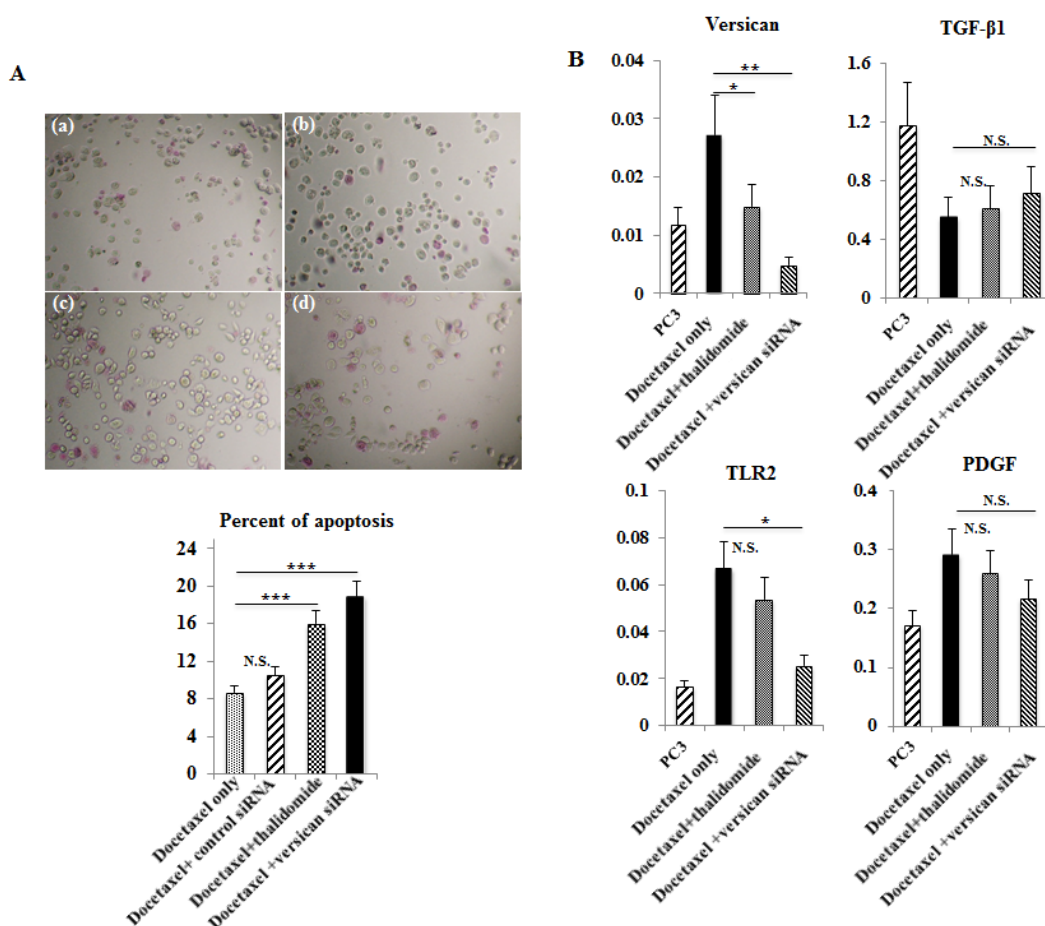 A
(a)
(b)
(c)
(d)
Percent of apoptosis
24
20
16
12
8
4
0
***
***
N.S.
Docetaxel only
Docetaxel+ control siRNA
Docetaxel+thalidomide
Docetaxel +versican siRNA
B
Versican
0.04
0.03
0.02
0.01
0
**
*
PC3
Docetaxel only
Docetaxel+thalidomide
Docetaxel +versican siRNA
TGF-β1
1.6
1.2
0.8
0.4
0
N.S.
N.S.
PC3
Docetaxel only
Docetaxel+thalidomide
Docetaxel +versican siRNA
TLR2
0.1
0.08
0.06
0.04
0.02
0
*
N.S.
PC3
Docetaxel only
Docetaxel+thalidomide
Docetaxel +versican siRNA
PDGF
0.4
0.3
0.2
0.1
0
N.S.
N.S.
PC3
Docetaxel only
Docetaxel+thalidomide
Docetaxel +versican siRNA